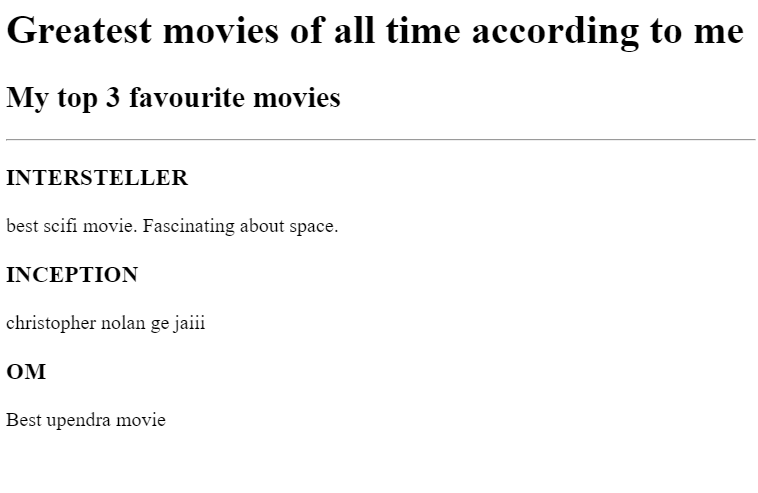 Greatest movies of all time according to me
My top 3 favourite movies
INTERSTELLER
best scifi movie. Fascinating about space.
INCEPTION
christopher nolan ge jaiii
OM
Best upendra movie